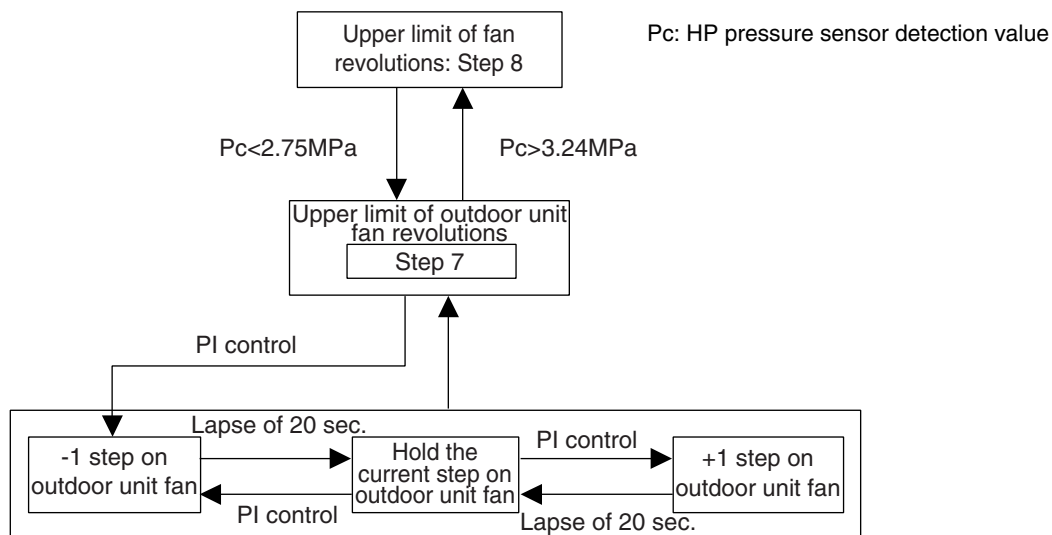 Upper limit of fan
revolutions: Step 8
Pc: HP pressure sensor detection value
Pc<2.75MPa
Pc>3.24MPa
Upper limit of outdoor unit
fan revolutions
Step 7
PI control
Lapse of 20 sec.
-1 step on
outdoor unit fan
Hold the
current step on
outdoor unit fan
PI control
+1 step on
outdoor unit fan
PI control
Lapse of 20 sec.